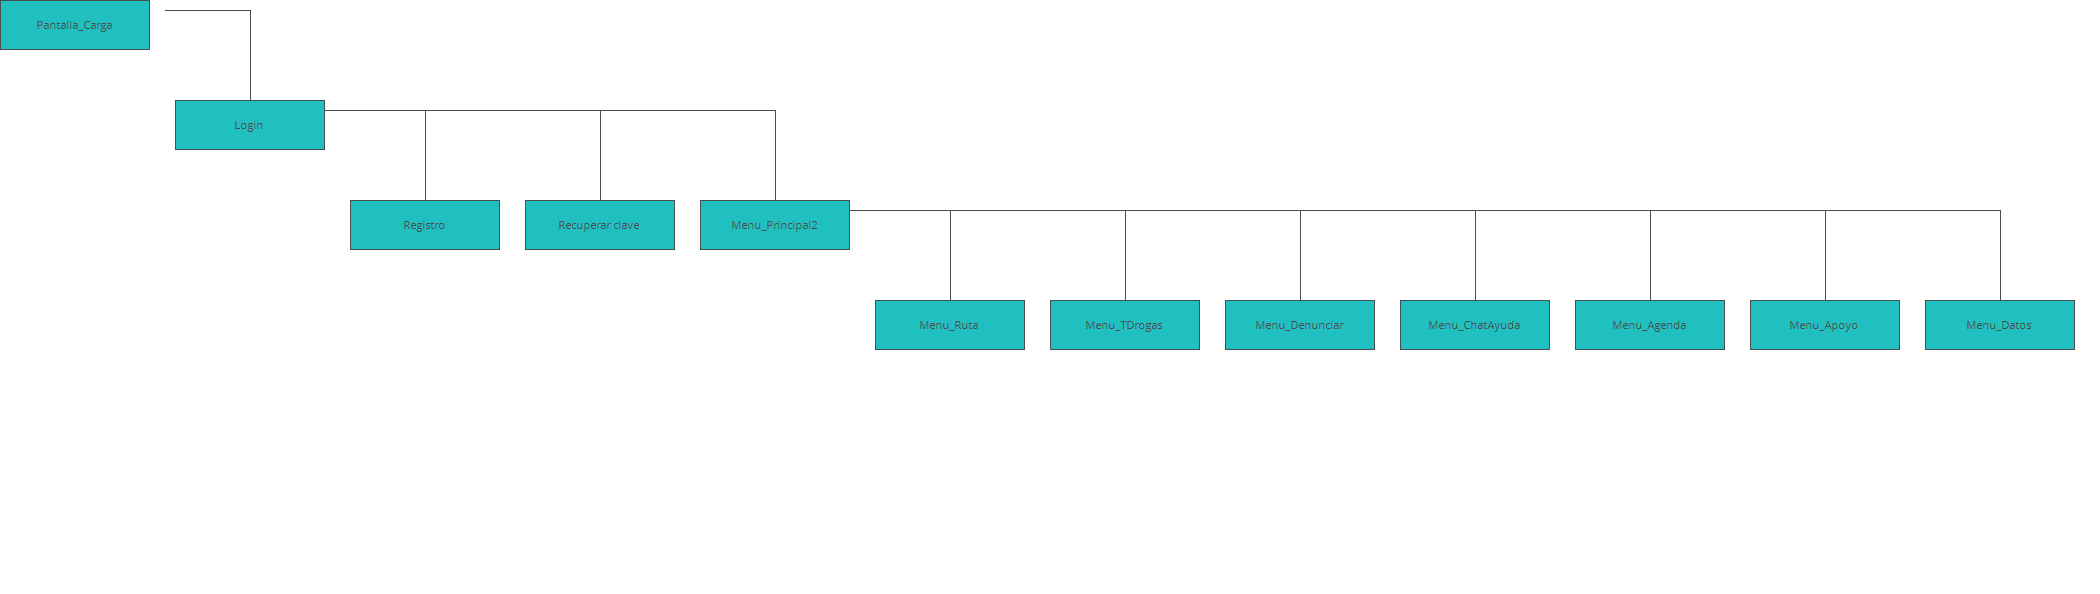 Pantalla_Carga
Login
Registro
Recuperar clave
Menu_Principal2
Menu_Ruta
Menu_TDrogas
Menu_Denunciar
Menu_ChatAyuda
Menu_Agenda
Menu_Apoyo
Menu_Datos